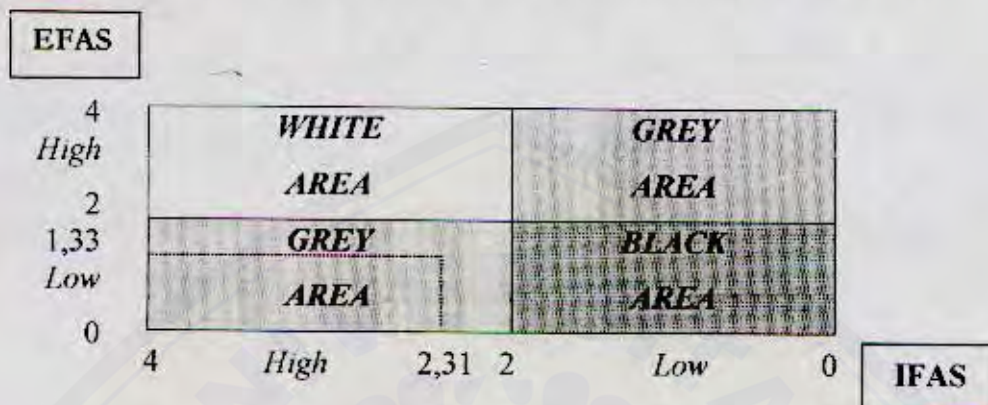 EFAS
4
High
WHITE
GREY
AREA
AREA
2
1,33
GREY
BLACK
Low
AREA
AREA
0
4
High
2,31
2
Low
0
IFAS